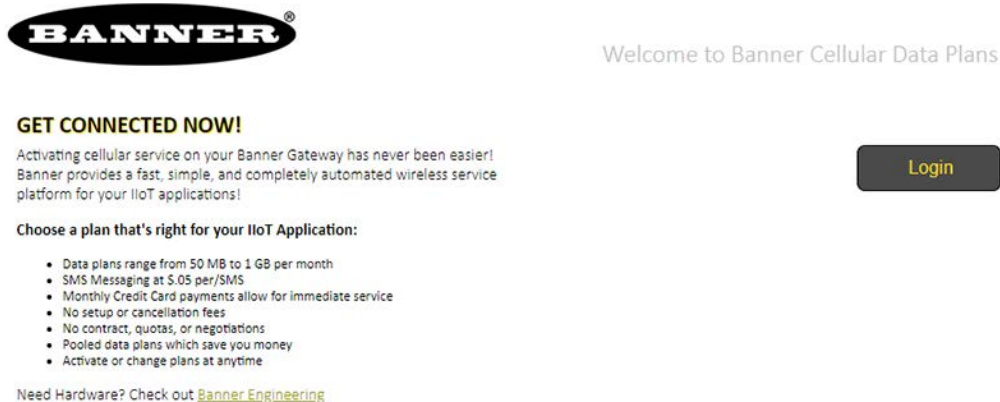 BANNER
Welcome to Banner Cellular Data Plans
GET CONNECTED NOW!
Activating cellular service on your Banner Gateway has never been easier!
Banner provides a fast, simple, and completely automated wireless service
platform for your IIoT applications!
Login
Choose a plan that's right for your IIoT Application:
• Data plans range from 50 MB to 1 GB per month
• SMS Messaging at $.05 per/SMS
• Monthly Credit Card payments allow for immediate service
• No setup or cancellation fees
• No contract, quotas, or negotiations
• Pooled data plans which save you money
• Activate or change plans at anytime
Need Hardware? Check out Banner Engineering